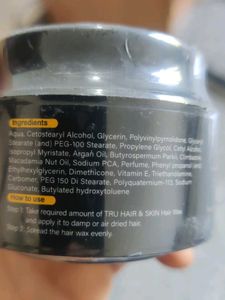 Ingredients
Aqua, Cetostearyl Alcohol, Glycerin, Polyvinylpyrrolidone, Glyceryl
Stearate (and) PEG-100 Stearate, Propylene Glycol, Cetyl Alcohol,
Isopropyl Myristate, Argan Oil, Butyrospermum Parkii,
Macadamia Nut Oil, Sodium PCA, Perfume, Phenyl propanol (and)
Ethylhexylglycerin, Dimethicone, Vitamin E, Triethanolamine,
Carbomer, PEG 150 Di Stearate, Polyquaternium-113, Sodium
Gluconate, Butylated hydroxytoluene
How to use
Step 1: Take required amount of TRU HAIR & SKIN Hair Wax
and apply it to damp or air dried hair.
Step 2: Spread the hair wax evenly.